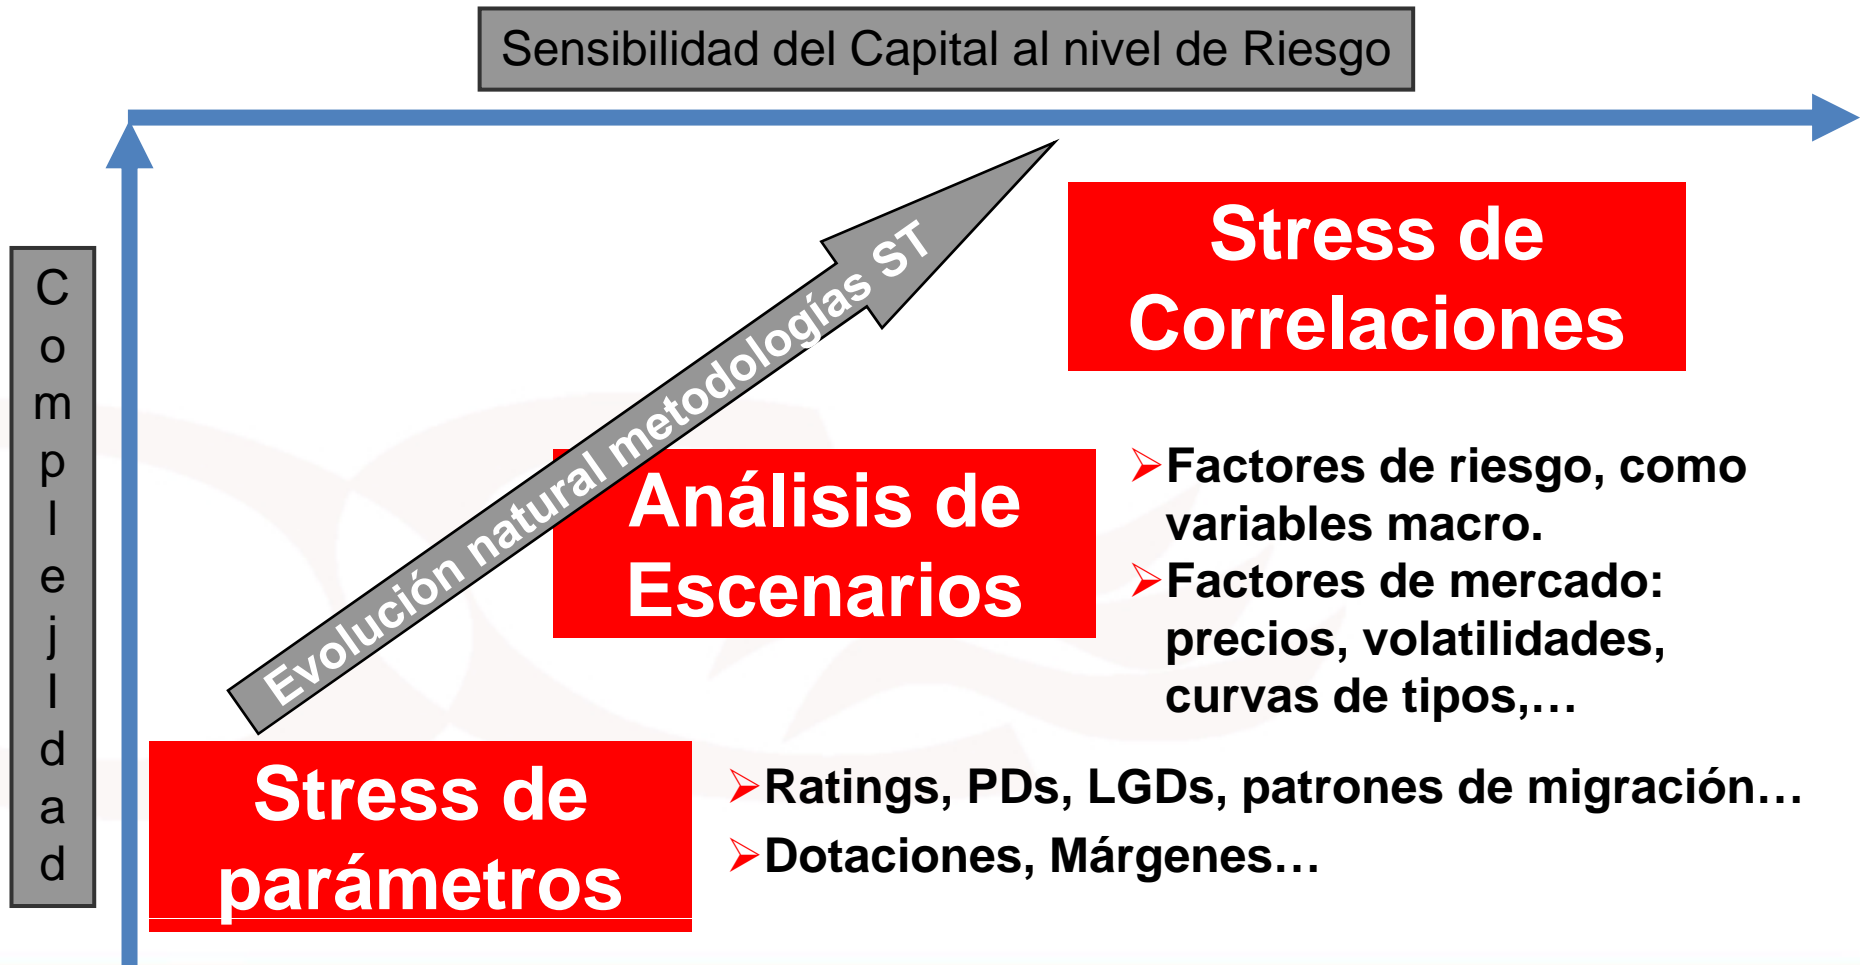 Sensibilidad del Capital al nivel de Riesgo
C
o
m
p
l
e
j
I
d
a
d
Evolución natural metodologías ST
Stress de
Correlaciones
Análisis de
Escenarios
➢Factores de riesgo, como
variables macro.
➢Factores de mercado:
precios, volatilidades,
curvas de tipos,…
Stress de
parámetros
➢Ratings, PDs, LGDs, patrones de migración…
➢Dotaciones, Márgenes…